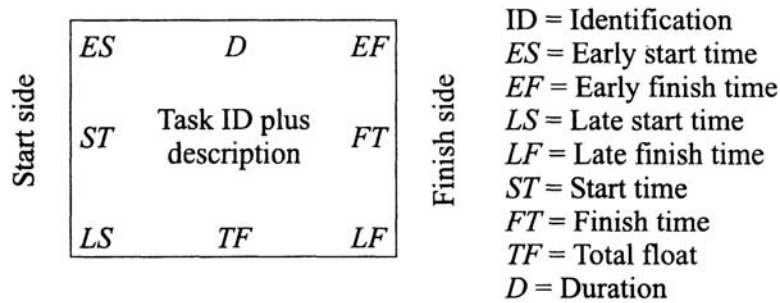 Start side
ES D EF
ST Task ID plus description FT
LS TF LF
Finish side
ID = Identification
ES = Early start time
EF = Early finish time
LS = Late start time
LF = Late finish time
ST = Start time
FT = Finish time
TF = Total float
D = Duration